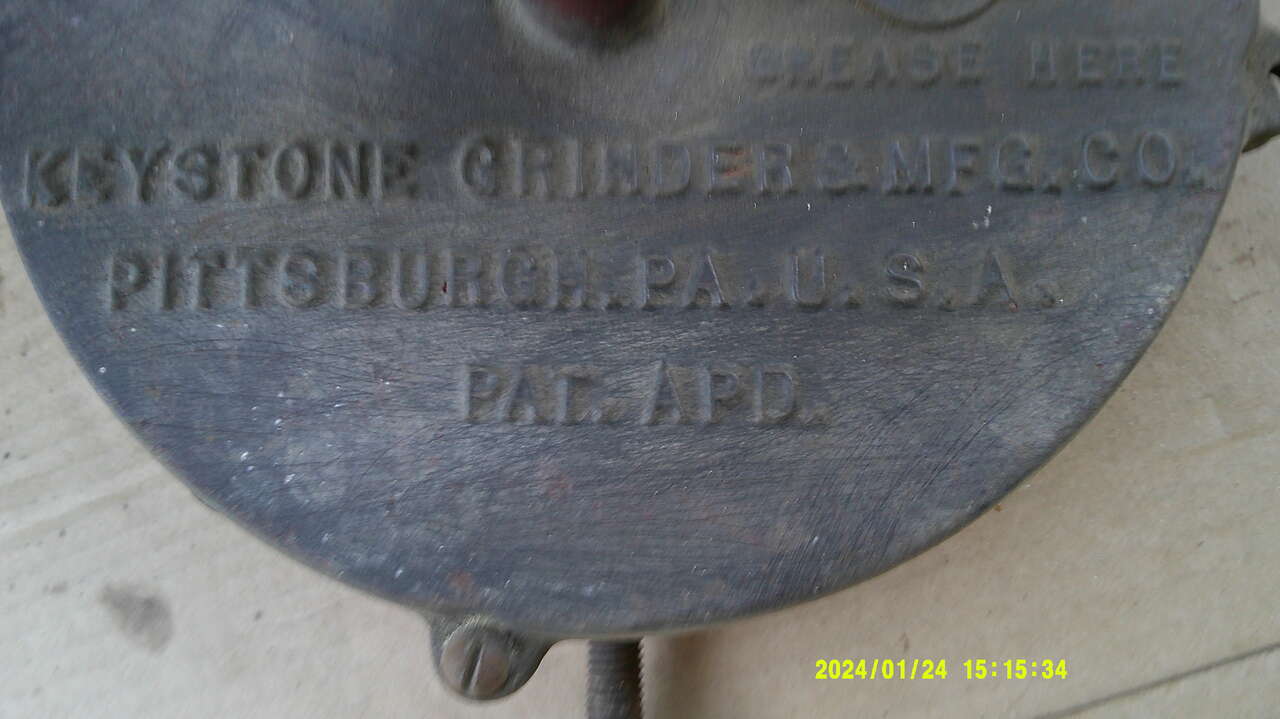 GREASE HERE
KEYSTONE GRINDER & MFG. CO.
PITTSBURGH. PA. U. S. A.
PAT. APD.
2024/01/24 15:15:34